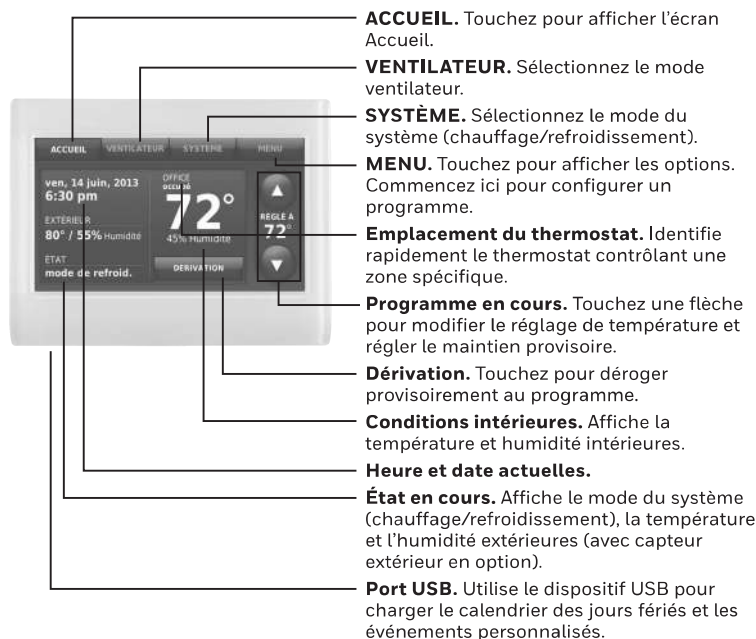 ACCUEIL. Touchez pour afficher l'écran
Accueil.
VENTILATEUR. Sélectionnez le mode
ventilateur.
SYSTÈME. Sélectionnez le mode du
système (chauffage/refroidissement).
MENU. Touchez pour afficher les options.
Commencez ici pour configurer un
programme.
Emplacement du thermostat. Identifie
rapidement le thermostat contrôlant une
zone spécifique.
Programme en cours. Touchez une flèche
pour modifier le réglage de température et
régler le maintien provisoire.
Dérivation. Touchez pour déroger
provisoirement au programme.
Conditions intérieures. Affiche la
température et humidité intérieures.
Heure et date actuelles.
État en cours. Affiche le mode du système
(chauffage/refroidissement), la température
et l'humidité extérieures (avec capteur
extérieur en option).
Port USB. Utilise le dispositif USB pour
charger le calendrier des jours fériés et les
événements personnalisés.
ACCUEIL VENTILATEUR SYSTÈME MENU
ven, 14 juin, 2013
6:30 pm
EXTÉRIEUR
80° / 55% Humidité
ÉTAT
mode de refroid.
OFFICE
OCCUPÉ
72°
45% Humidité
DERIVATION
REGLE A
72°